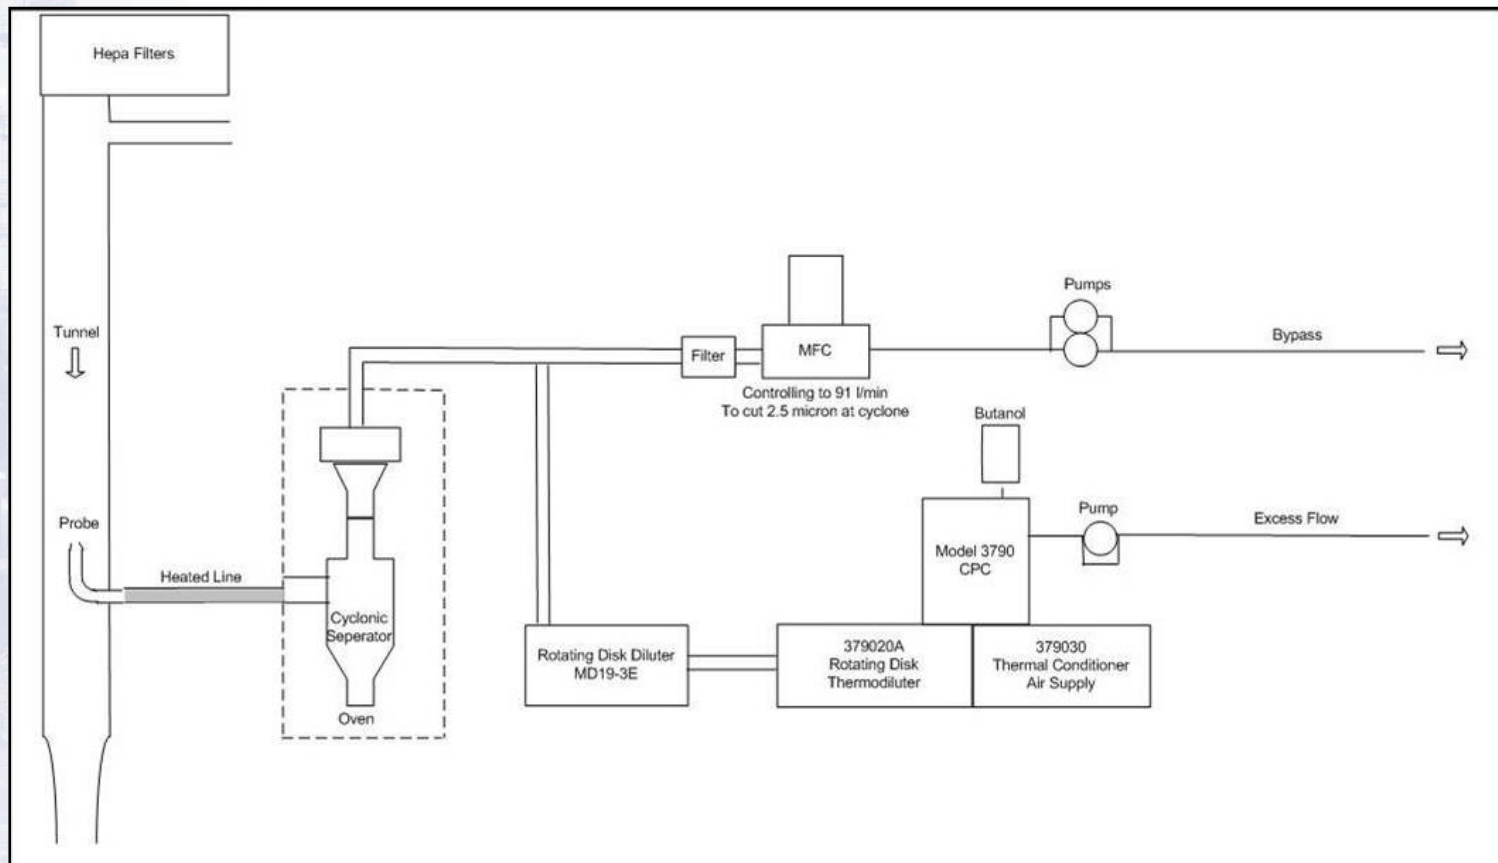 Hepa Filters
Tunnel
Probe
Heated Line
Cyclonic
Seperator
Oven
Filter
MFC
Controlling to 91 l/min
To cut 2.5 micron at cyclone
Pumps
Bypass
Butanol
Model 3790
CPC
Pump
Excess Flow
Rotating Disk Diluter
MD19-3E
379020A
Rotating Disk
Thermodiluter
379030
Thermal Conditioner
Air Supply